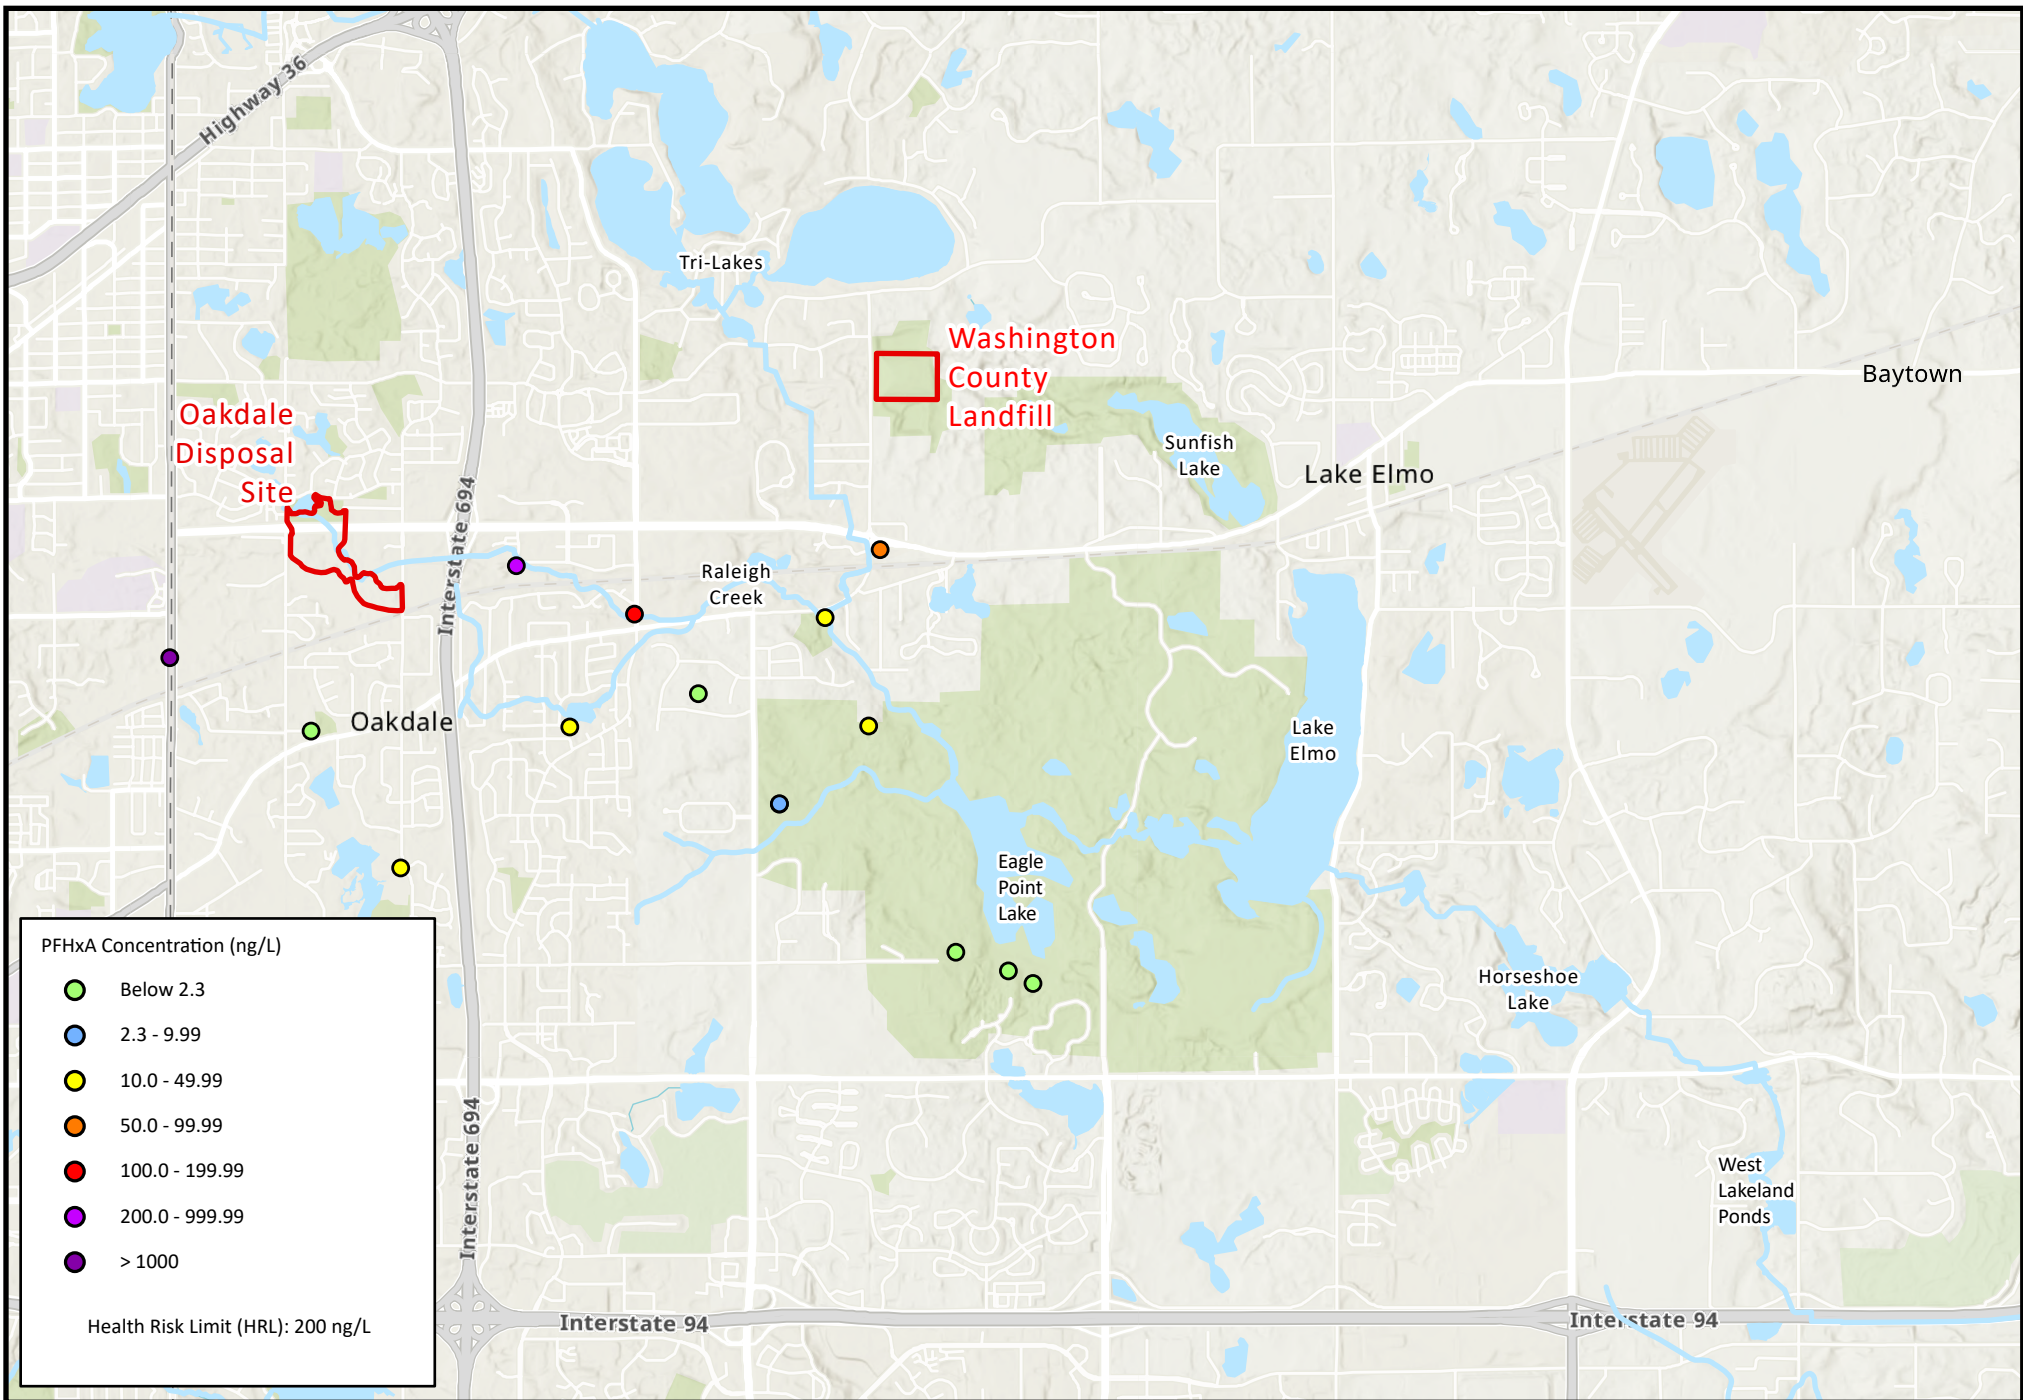 Highway 36
Tri-Lakes
Washington
County
Landfill
Baytown
Oakdale
Disposal
Site
Sunfish
Lake
Lake Elmo
Interstate 694
Raleigh
Creek
Oakdale
Lake
Elmo
Eagle
Point
Lake
Horseshoe
Lake
PFHxA Concentration (ng/L)
Below 2.3
2.3 - 9.99
10.0 - 49.99
50.0 - 99.99
100.0 - 199.99
200.0 - 999.99
> 1000
Health Risk Limit (HRL): 200 ng/L
Interstate 694
West
Lakeland
Ponds
Interstate 94
Interstate 94